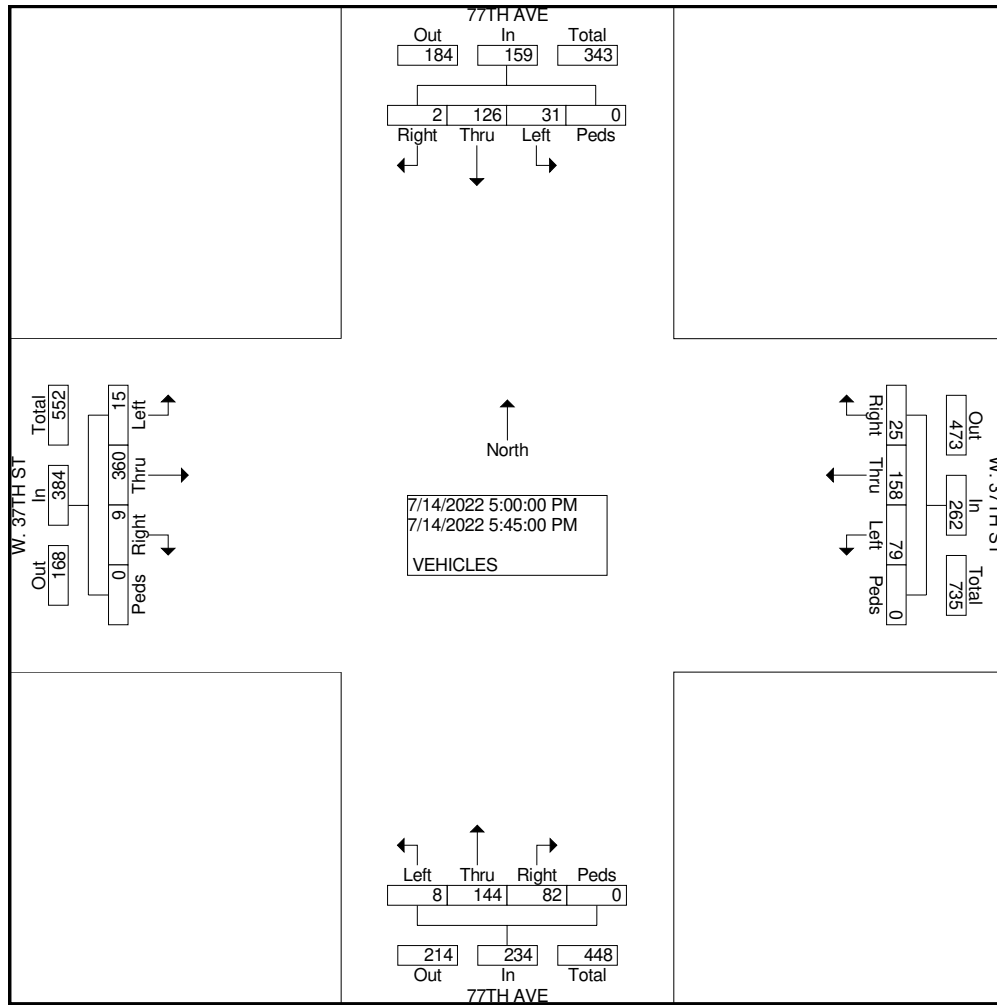 77TH AVE
Out In Total
184 159 343
2 126 31 0
Right Thru Left Peds
W. 37TH ST
Total In Out
552 384 168
15 360 9 0
Left Thru Right Peds
North
7/14/2022 5:00:00 PM
7/14/2022 5:45:00 PM
VEHICLES
Right Thru Left Peds
25 158 79 0
Out In Total
473 262 735
W. 37TH ST
Left Thru Right Peds
8 144 82 0
214 234 448
Out In Total
77TH AVE